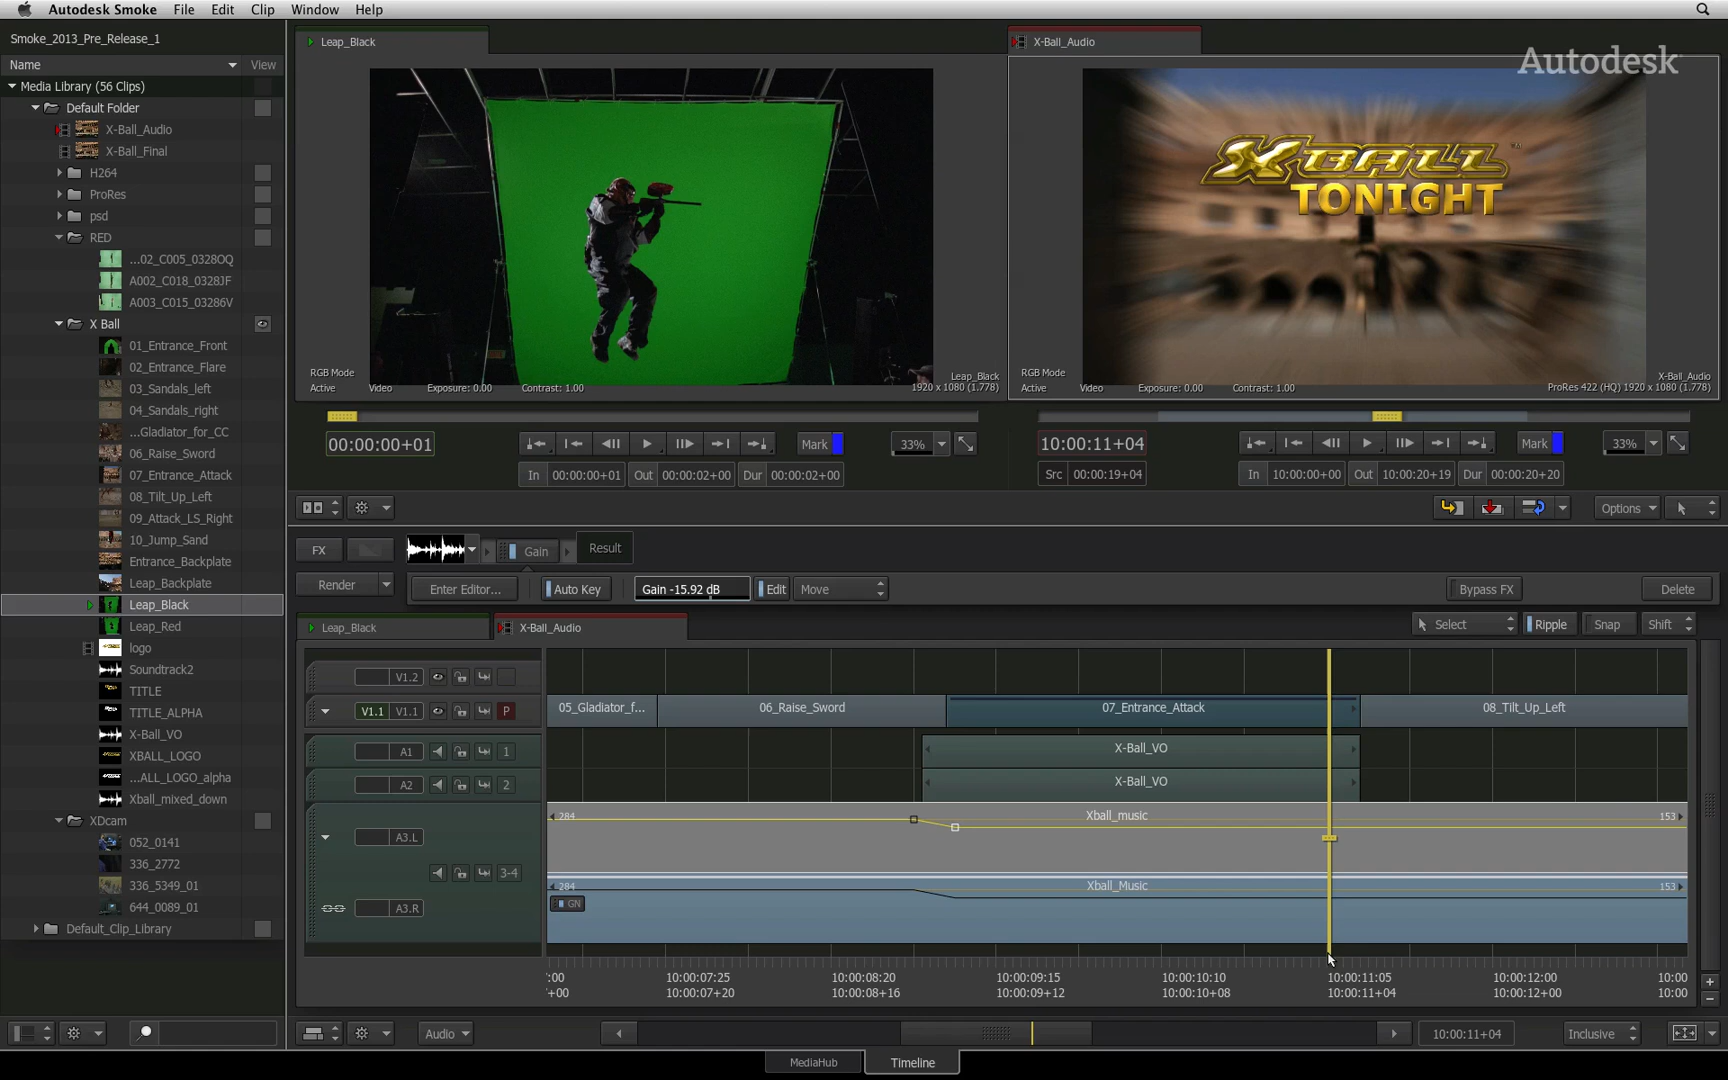 Autodesk Smoke File Edit Clip Window Help
Smoke_2013_Pre_Release_1
Name View
Media Library (56 Clips)
Default Folder
X-Ball_Audio
X-Ball_Final
H264
ProRes
psd
RED
...02_C005_0328OQ
A002_C018_0328JF
A003_C015_03286V
X Ball
01_Entrance_Front
02_Entrance_Flare
03_Sandals_left
04_Sandals_right
...Gladiator_for_CC
06_Raise_Sword
07_Entrance_Attack
08_Tilt_Up_Left
09_Attack_LS_Right
10_Jump_Sand
Entrance_Backplate
Leap_Backplate
Leap_Black
Leap_Red
logo
Soundtrack2
TITLE
TITLE_ALPHA
X-Ball_VO
XBALL_LOGO
...ALL_LOGO_alpha
Xball_mixed_down
XDcam
052_0141
336_2772
336_5349_01
644_0089_01
Default_Clip_Library
Leap_Black
RGB Mode
Active Video Exposure: 0.00 Contrast: 1.00
Leap_Black
1920 x 1080 (1.778)
00:00:00+01
Mark
33%
In 00:00:00+01 Out 00:00:02+00 Dur 00:00:02+00
X-Ball_Audio
Autodesk
XBALL™
TONIGHT
RGB Mode
Active Video Exposure: 0.00 Contrast: 1.00
X-Ball_Audio
ProRes 422 (HQ) 1920 x 1080 (1.778)
10:00:11+04
Mark
33%
Src 00:00:19+04
In 10:00:00+00 Out 10:00:20+19 Dur 00:00:20+20
Options
FX Gain Result
Render Enter Editor... Auto Key Gain -15.92 dB Edit Move Bypass FX Delete
Leap_Black X-Ball_Audio Select Ripple Snap Shift
V1.2
V1.1 V1.1 P
05_Gladiator_f... 06_Raise_Sword 07_Entrance_Attack 08_Tilt_Up_Left
A1 1 X-Ball_VO
A2 2 X-Ball_VO
284 Xball_music 153
A3.L
3-4
284 Xball_Music 153
GN
A3.R
:00 10:00:07:25 10:00:08:20 10:00:09:15 10:00:10:10 10:00:11:05 10:00:12:00 10:00
'+00 10:00:07+20 10:00:08+16 10:00:09+12 10:00:10+08 10:00:11+04 10:00:12+00 10:00
Audio 10:00:11+04 Inclusive
MediaHub Timeline